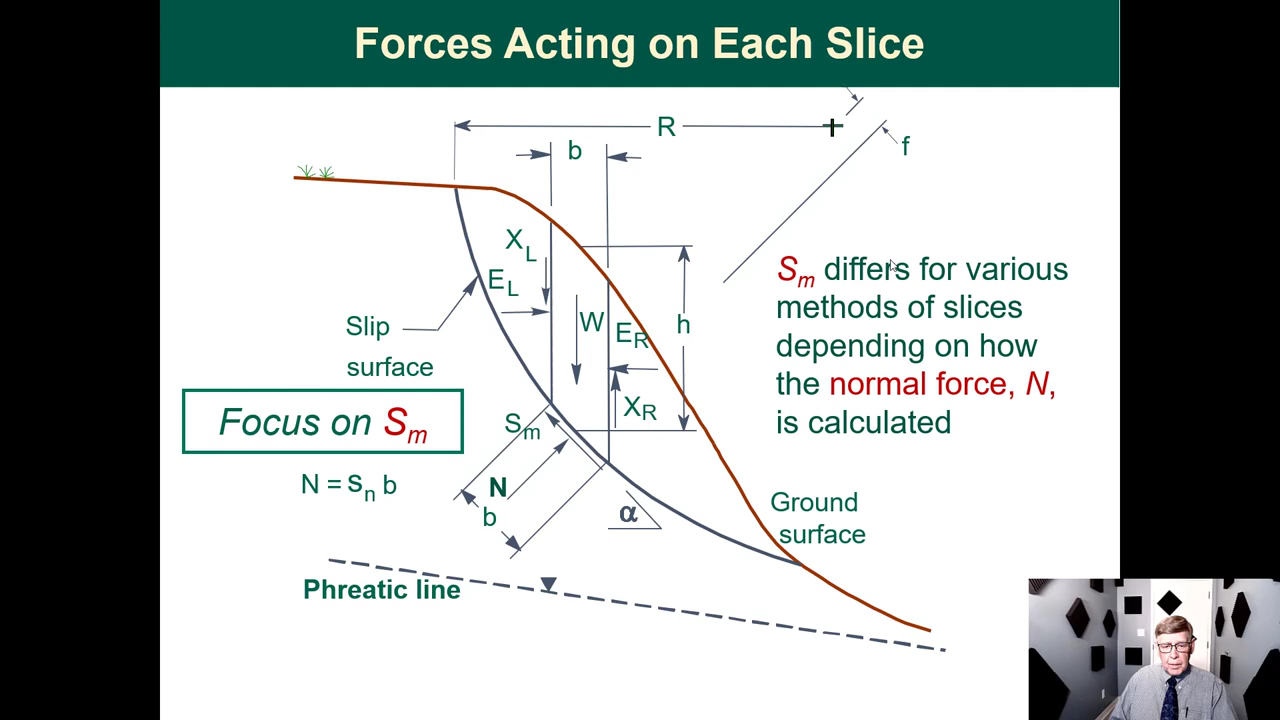 Forces Acting on Each Slice
R
b
f
X_L
E_L
W
E_R
h
X_R
S_m
Slip
surface
Focus on S_m
N = s_n b
N
b
α
S_m differs for various
methods of slices
depending on how
the normal force, N,
is calculated
Ground
surface
Phreatic line